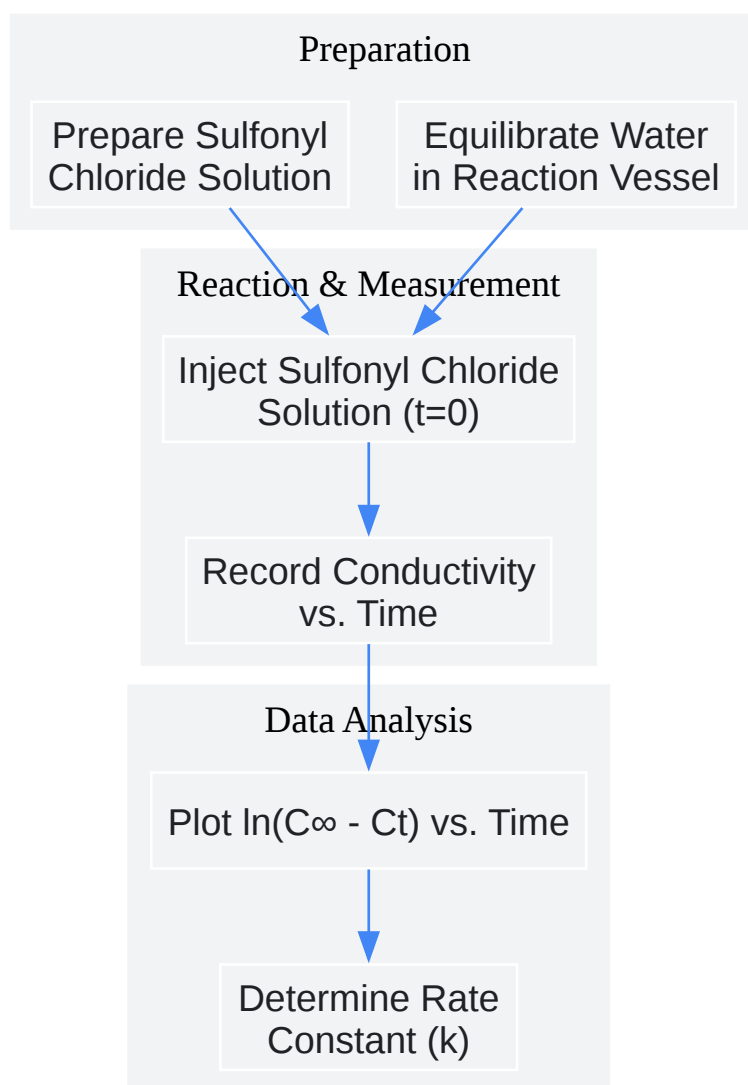 Preparation
Prepare Sulfonyl
Chloride Solution
Equilibrate Water
in Reaction Vessel
Reaction & Measurement
Inject Sulfonyl Chloride
Solution (t=0)
Record Conductivity
vs. Time
Data Analysis
Plot ln(C∞ - Ct) vs. Time
Determine Rate
Constant (k)